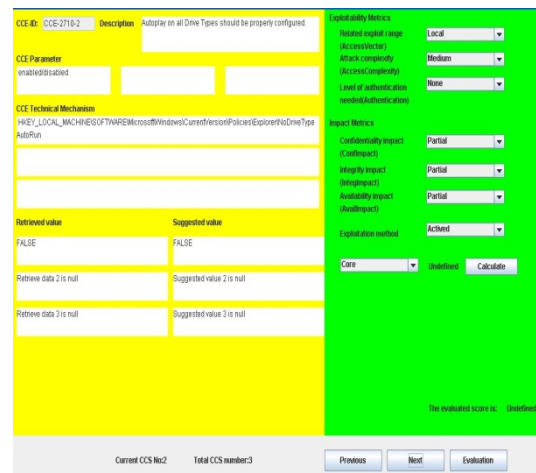 CCE-ID: CCE-2710-2 Description Autoplay on all Drive Types should be properly configured.
CCE Parameter
enabled/disabled
CCE Technical Mechanism
HKEY_LOCAL_MACHINE\SOFTWARE\Microsoft\Windows\CurrentVersion\Policies\Explorer\NoDriveType
AutoRun
Retrieved value Suggested value
FALSE FALSE
Retrieve data 2 is null Suggested value 2 is null
Retrieve data 3 is null Suggested value 3 is null
Exploitability Metrics
Related exploit range Local
(AccessVector)
Attack complexity Medium
(AccessComplexity)
Level of authentication None
needed(Authentication)
Impact Metrics
Confidentiality impact Partial
(ConfImpact)
Integrity impact Partial
(IntegImpact)
Availability impact Partial
(AvailImpact)
Exploitation method Actived
Core Undefined Calculate
The evaluated score is: Undefined
Current CCS No:2 Total CCS number:3 Previous Next Evaluation